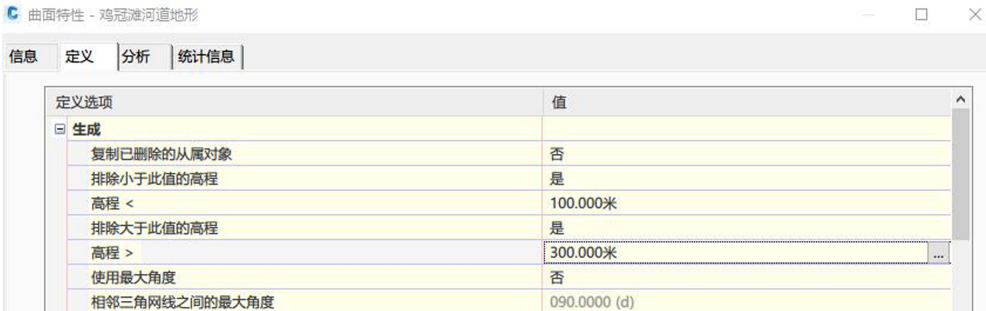 曲面特性 - 鸡冠滩河道地形
信息 定义 分析 统计信息
定义选项 值
生成
复制已删除的从属对象 否
排除小于此值的高程 是
高程 < 100.000米
排除大于此值的高程 是
高程 > 300.000米 ...
使用最大角度 否
相邻三角网线之间的最大角度 090.0000 (d)